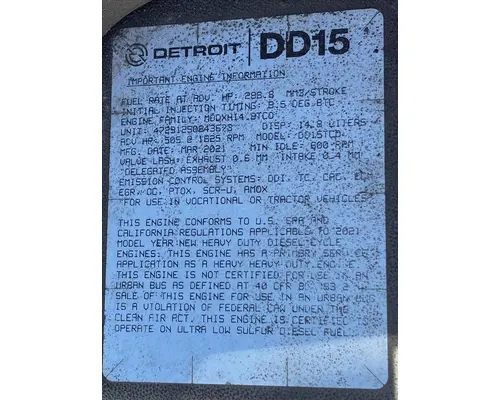 DETROIT DD15
IMPORTANT ENGINE INFORMATION
FUEL RATE AT ADV. HP: 298.8 MM3/STROKE
INITIAL INJECTION TIMING: 8.5 DEG BTC
ENGINE FAMILY: MDDXH14.8TCD
UNIT: DISP: 14.8 LITERS
ADV HP: 505 @ 1625 RPM MODEL: DD15TCD
MFG. DATE: MAR 2021 MIN IDLE: 600 RPM
VALVE LASH: EXHAUST 0.6 MM INTAKE 0.4 MM
DELEGATED ASSEMBLY
EMISSION CONTROL SYSTEMS: DDI, TC, CAC, ECM
EGR, OC, PTOX, SCR-U, AMOX
FOR USE IN VOCATIONAL OR TRACTOR VEHICLES
THIS ENGINE CONFORMS TO U.S. EPA AND
CALIFORNIA REGULATIONS APPLICABLE TO 2021
MODEL YEAR NEW HEAVY DUTY DIESEL CYCLE
ENGINES. THIS ENGINE HAS A PRIMARY SERVICE
APPLICATION AS A HEAVY HEAVY DUTY ENGINE
THIS ENGINE IS NOT CERTIFIED FOR USE IN AN
URBAN BUS AS DEFINED AT 40 CFR
SALE OF THIS ENGINE FOR USE IN AN URBAN BUS
IS A VIOLATION OF FEDERAL LAW UNDER THE
CLEAN AIR ACT. THIS ENGINE IS CERTIFIED
OPERATE ON ULTRA LOW SULFUR DIESEL FUEL.